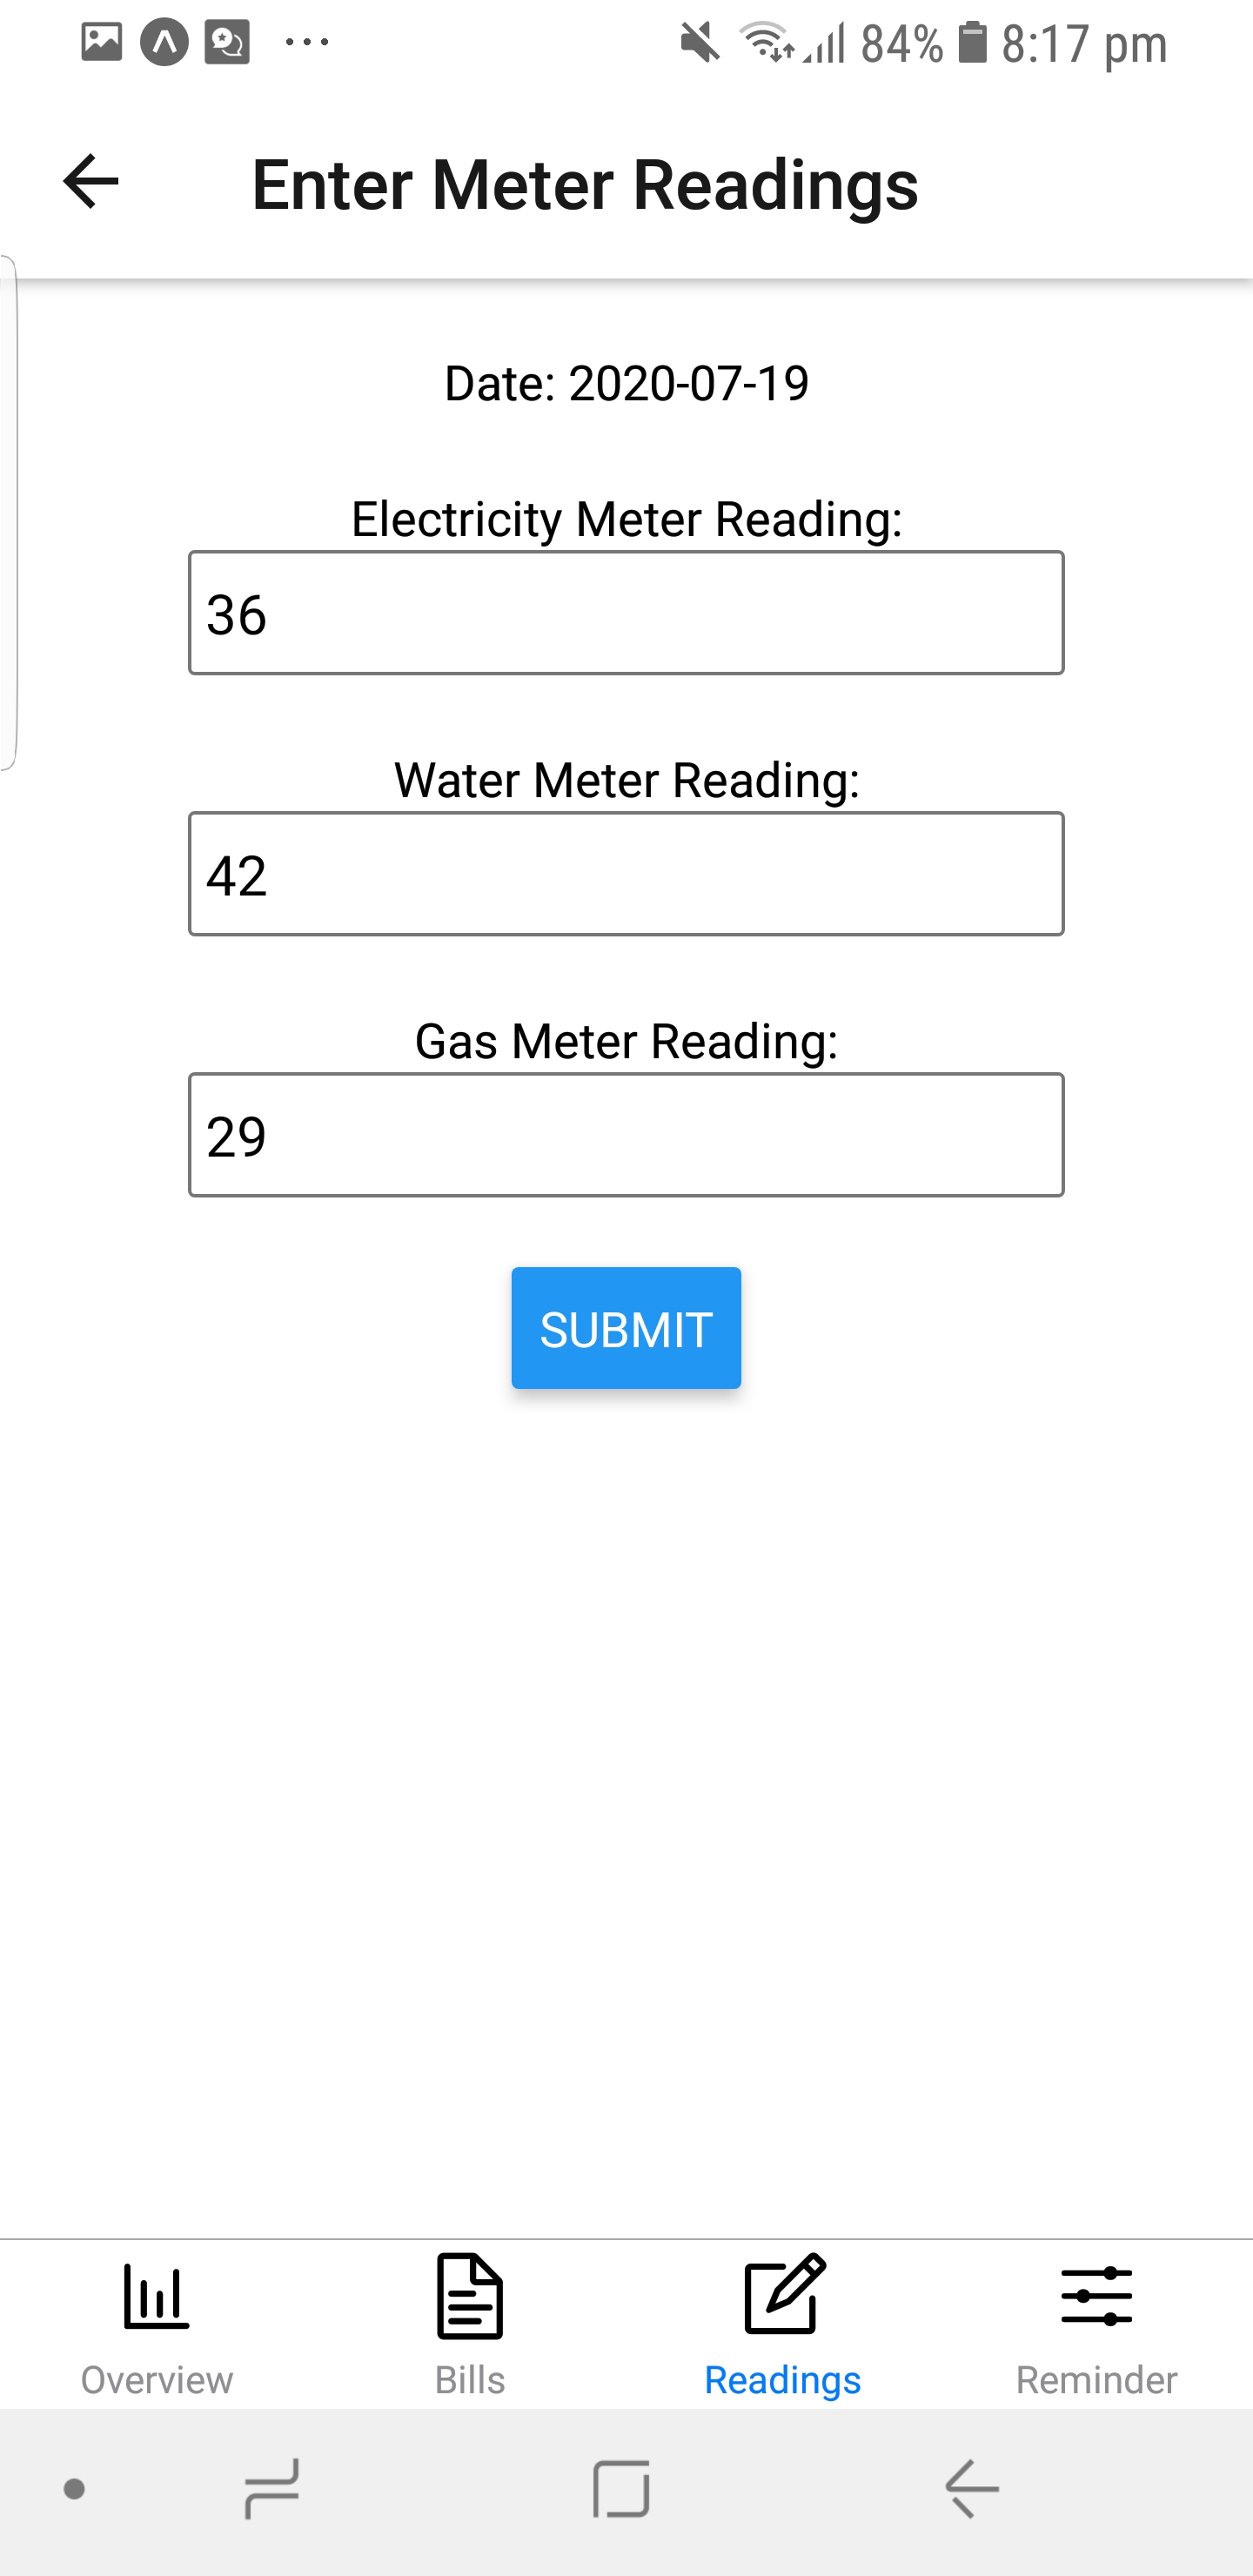 84% 8:17 pm
Enter Meter Readings
Date: 2020-07-19
Electricity Meter Reading:
36
Water Meter Reading:
42
Gas Meter Reading:
29
SUBMIT
Overview Bills Readings Reminder